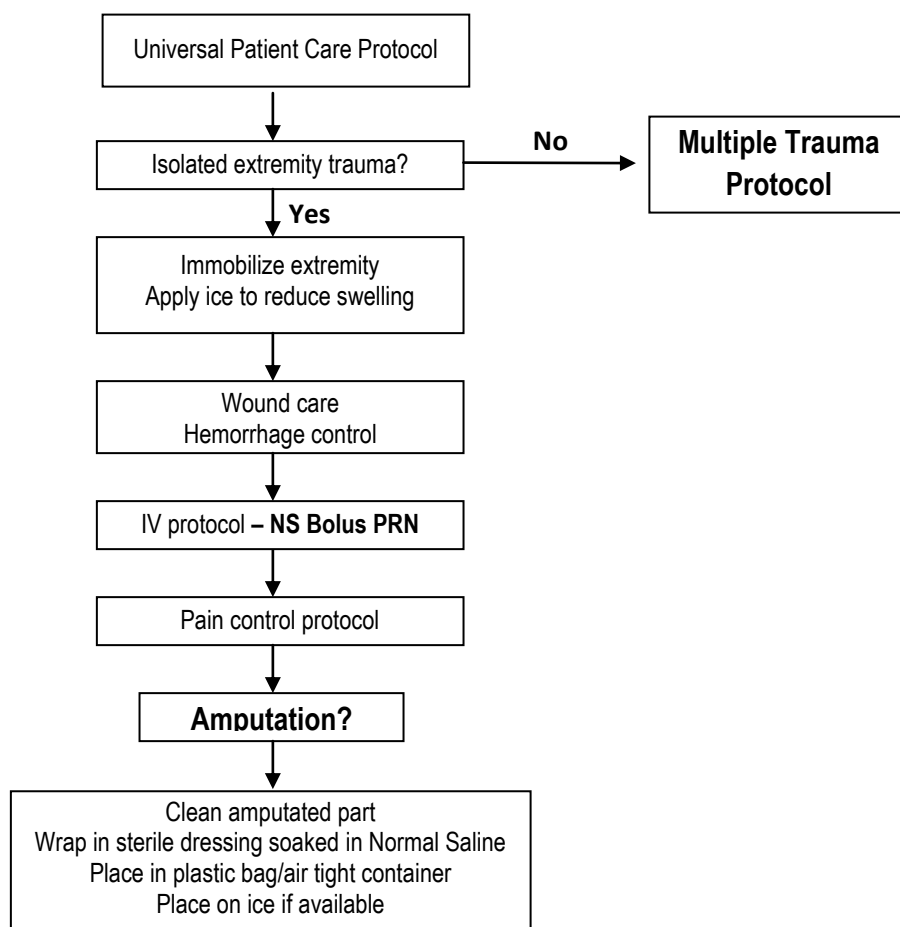 Universal Patient Care Protocol
Isolated extremity trauma?
No
Multiple Trauma
Protocol
Yes
Immobilize extremity
Apply ice to reduce swelling
Wound care
Hemorrhage control
IV protocol – NS Bolus PRN
Pain control protocol
Amputation?
Clean amputated part
Wrap in sterile dressing soaked in Normal Saline
Place in plastic bag/air tight container
Place on ice if available